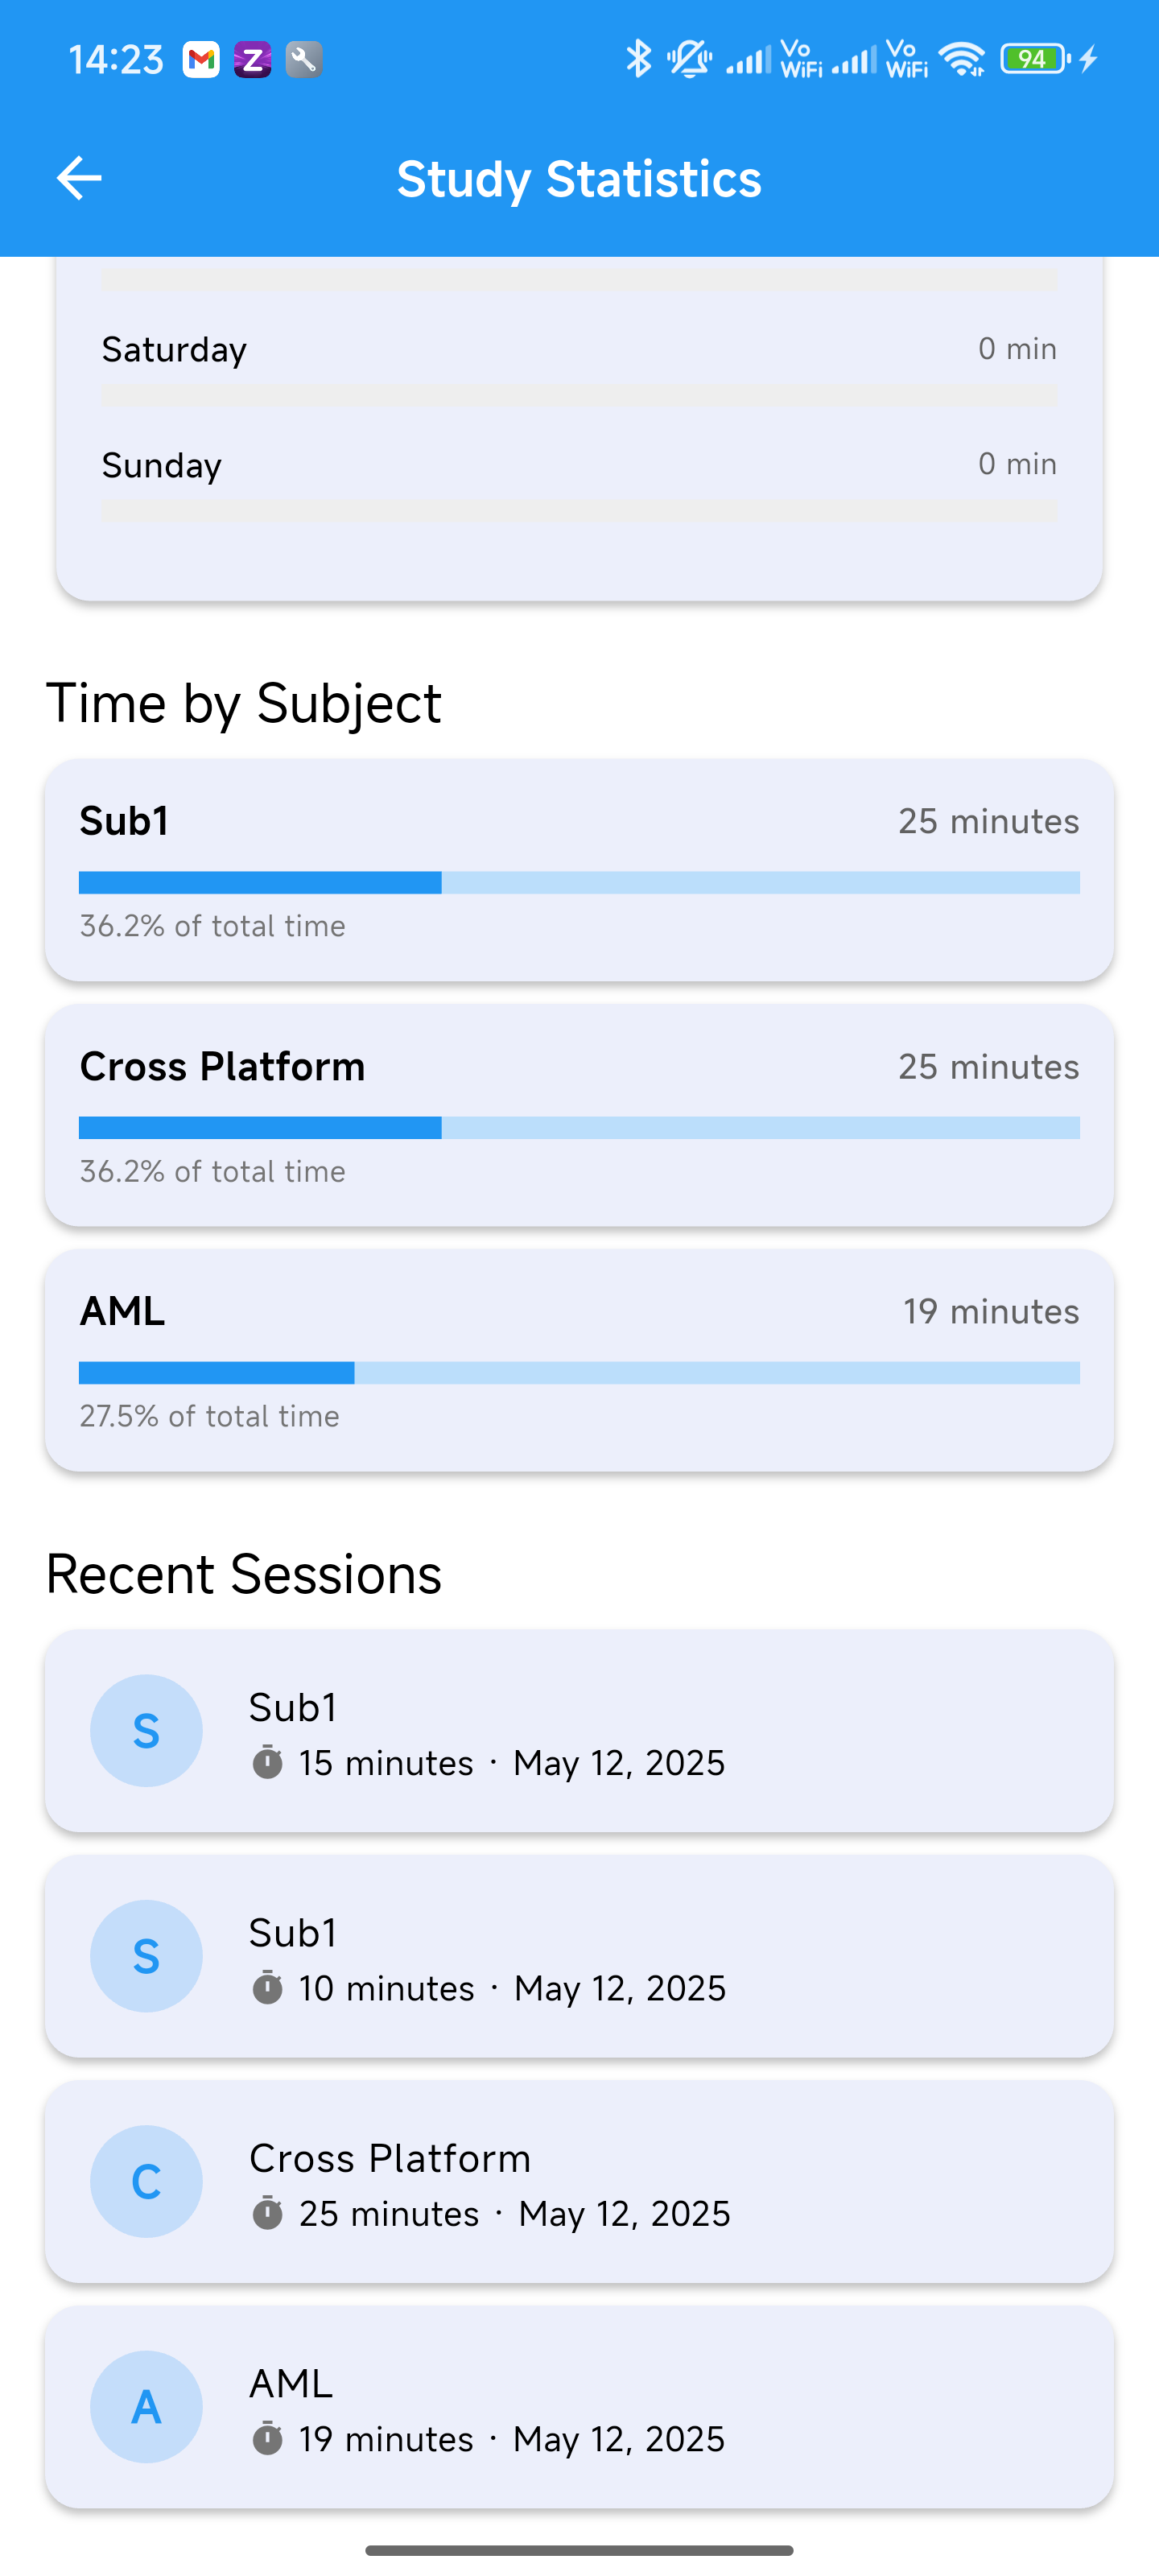 14:23
Vo WiFi Vo WiFi 94
Study Statistics
Saturday 0 min
Sunday 0 min
Time by Subject
Sub1 25 minutes
36.2% of total time
Cross Platform 25 minutes
36.2% of total time
AML 19 minutes
27.5% of total time
Recent Sessions
S
Sub1
15 minutes · May 12, 2025
S
Sub1
10 minutes · May 12, 2025
C
Cross Platform
25 minutes · May 12, 2025
A
AML
19 minutes · May 12, 2025